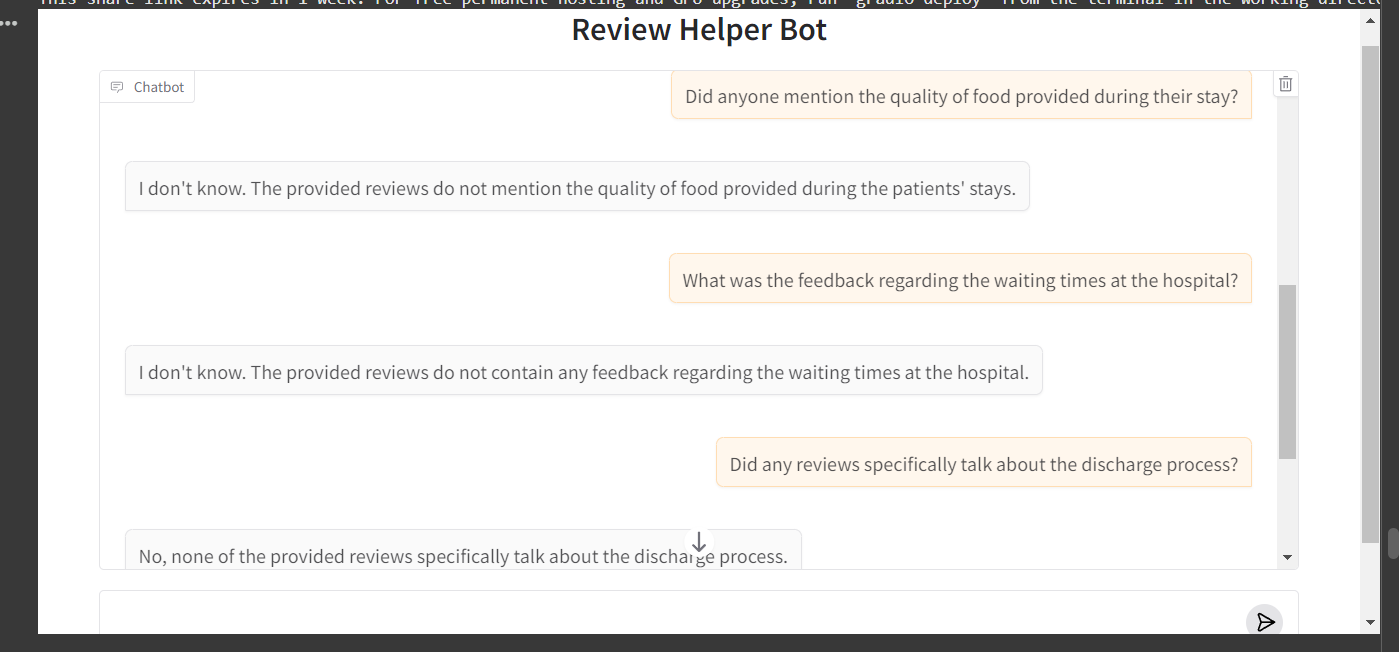 This share link expires in 1 week. For free permanent hosting and GPU upgrades, run `gradio deploy` from the terminal in the working
Review Helper Bot
Chatbot
Did anyone mention the quality of food provided during their stay?
I don't know. The provided reviews do not mention the quality of food provided during the patients' stays.
What was the feedback regarding the waiting times at the hospital?
I don't know. The provided reviews do not contain any feedback regarding the waiting times at the hospital.
Did any reviews specifically talk about the discharge process?
No, none of the provided reviews specifically talk about the discharge process.